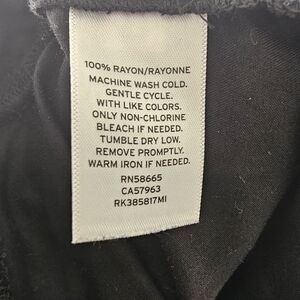 100% RAYON/RAYONNE
MACHINE WASH COLD.
GENTLE CYCLE.
WITH LIKE COLORS.
ONLY NON-CHLORINE
BLEACH IF NEEDED.
TUMBLE DRY LOW.
REMOVE PROMPTLY.
WARM IRON IF NEEDED.
RN58665
CA57963
RK385817MI